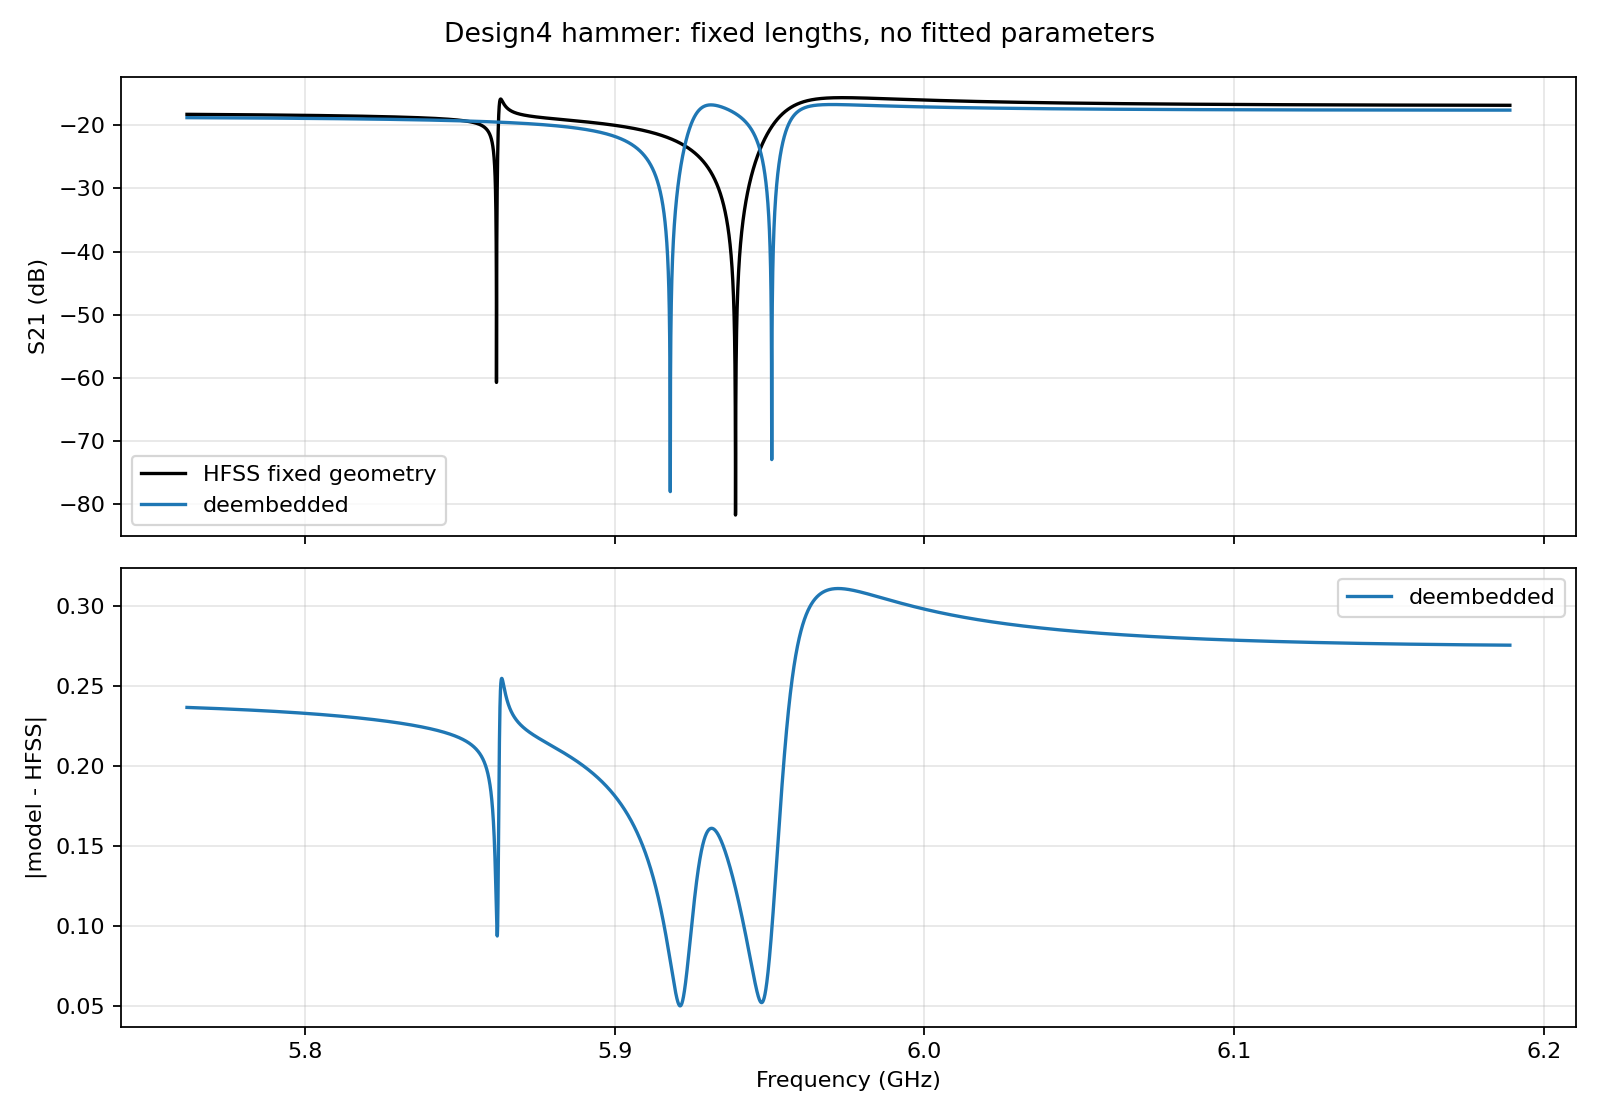 Design4 hammer: fixed lengths, no fitted parameters
−20
−30
−40
−50
−60
−70
−80
S21 (dB)
HFSS fixed geometry
deembedded
0.30
0.25
0.20
0.15
0.10
0.05
|model - HFSS|
deembedded
5.8 5.9 6.0 6.1 6.2
Frequency (GHz)